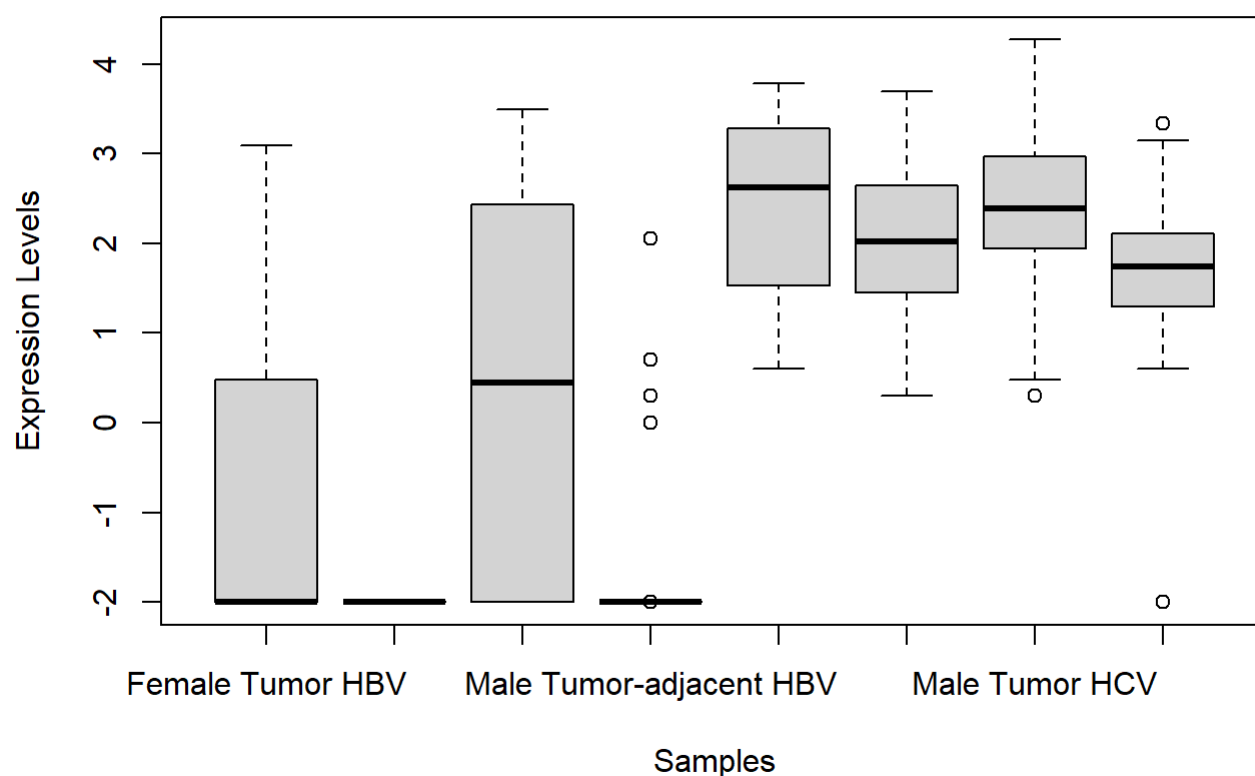 Expression Levels
4
3
2
1
0
-1
-2
Female Tumor HBV Male Tumor-adjacent HBV Male Tumor HCV
Samples